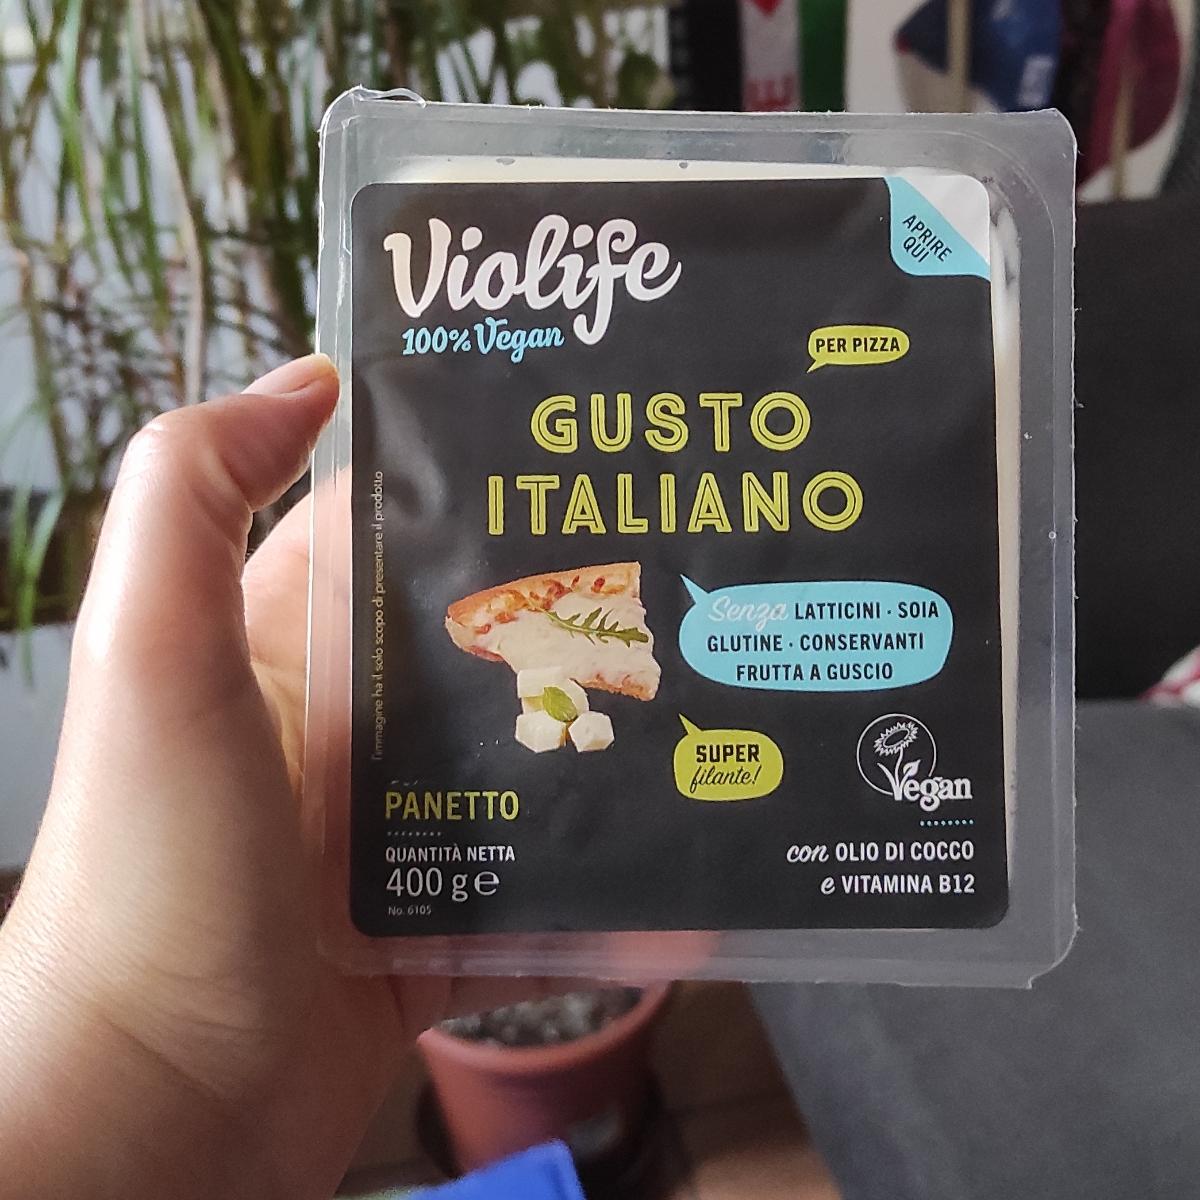 Violife
100% Vegan
APRIRE
QUI
PER PIZZA
GUSTO
ITALIANO
Senza LATTICINI · SOIA
GLUTINE · CONSERVANTI
FRUTTA A GUSCIO
SUPER
filante!
Vegan
l'immagine ha il solo scopo di presentare il prodotto
PANETTO
QUANTITÀ NETTA
400 g e
No. 6105
con OLIO DI COCCO
e VITAMINA B12